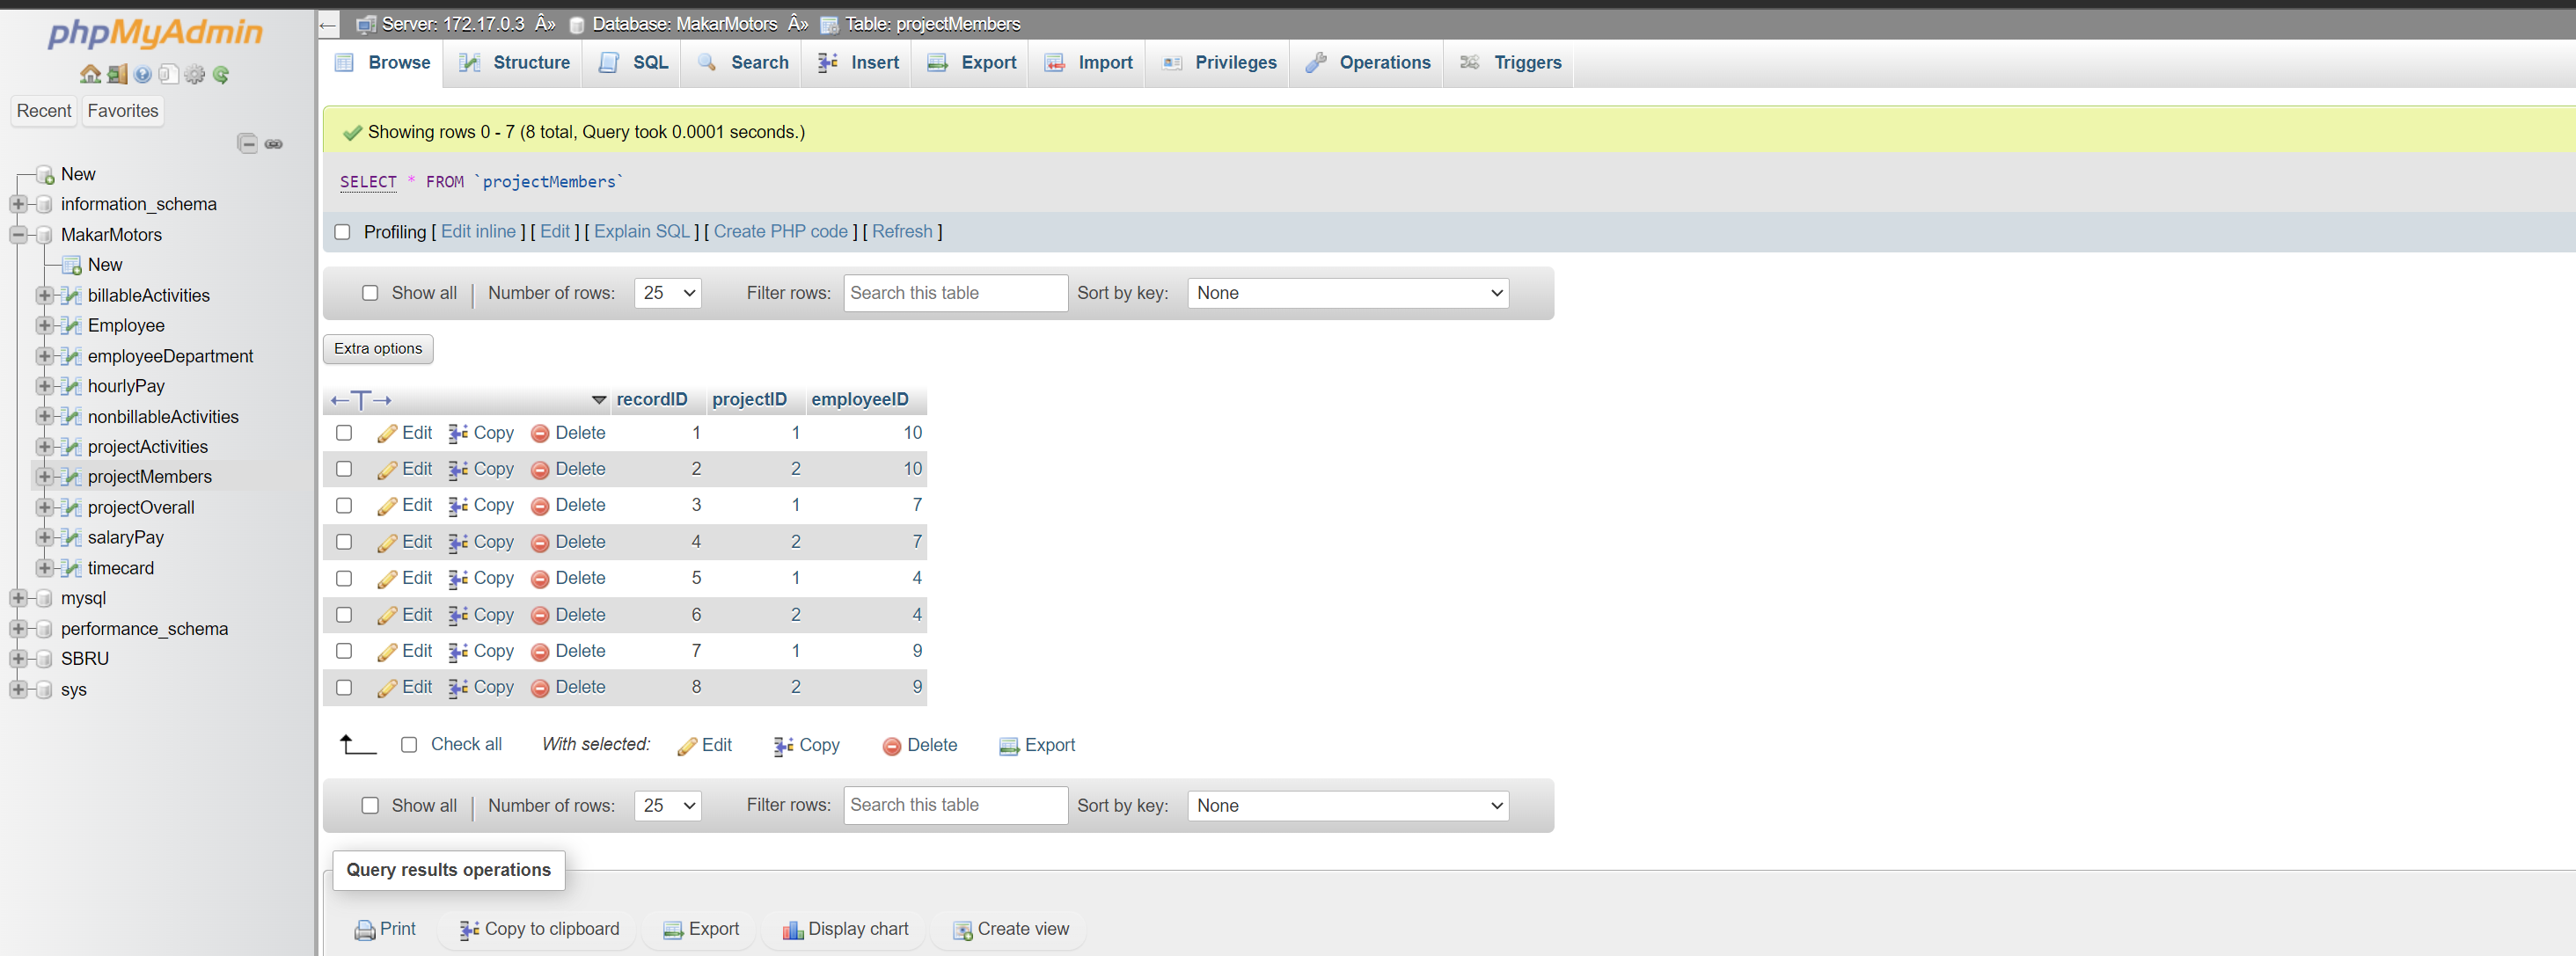 phpMyAdmin
Recent Favorites
New
information_schema
MakarMotors
New
billableActivities
Employee
employeeDepartment
hourlyPay
nonbillableActivities
projectActivities
projectMembers
projectOverall
salaryPay
timecard
mysql
performance_schema
SBRU
sys
Server: 172.17.0.3 Â» Database: MakarMotors Â» Table: projectMembers
Browse Structure SQL Search Insert Export Import Privileges Operations Triggers
Showing rows 0 - 7 (8 total, Query took 0.0001 seconds.)
SELECT * FROM `projectMembers`
Profiling [ Edit inline ] [ Edit ] [ Explain SQL ] [ Create PHP code ] [ Refresh ]
Show all | Number of rows: 25 Filter rows: Search this table Sort by key: None
Extra options
←T→ recordID projectID employeeID
Edit Copy Delete 1 1 10
Edit Copy Delete 2 2 10
Edit Copy Delete 3 1 7
Edit Copy Delete 4 2 7
Edit Copy Delete 5 1 4
Edit Copy Delete 6 2 4
Edit Copy Delete 7 1 9
Edit Copy Delete 8 2 9
Check all With selected: Edit Copy Delete Export
Show all | Number of rows: 25 Filter rows: Search this table Sort by key: None
Query results operations
Print Copy to clipboard Export Display chart Create view